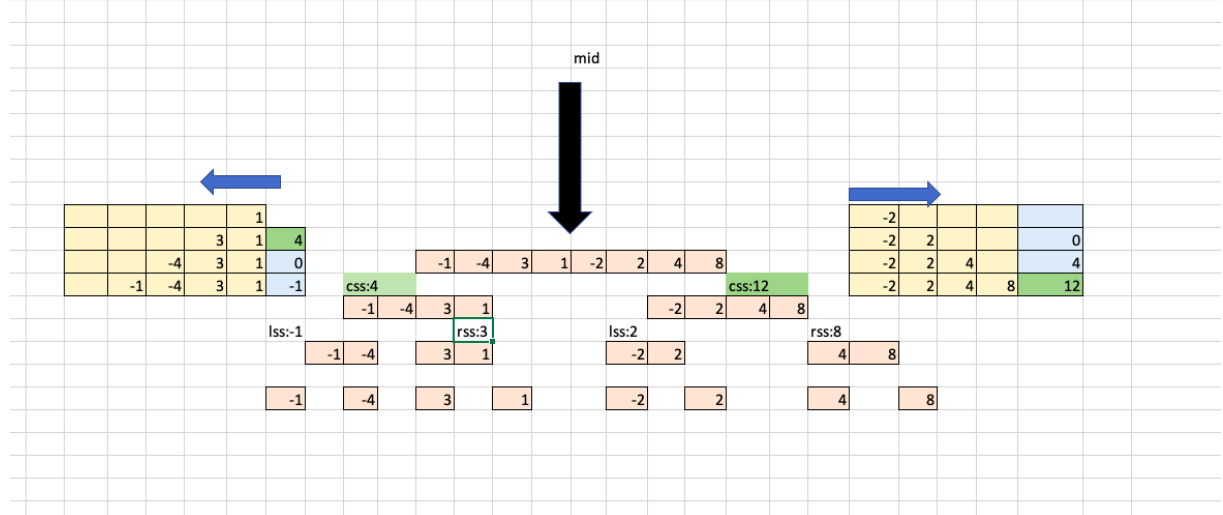 mid
1 -2
3 1 4 -2 2 0
-4 3 1 0 -1 -4 3 1 -2 2 4 8 -2 2 4 4
-1 -4 3 1 -1 css:4 css:12 -2 2 4 8 12
-1 -4 3 1 -2 2 4 8
lss:-1 rss:3 lss:2 rss:8
-1 -4 3 1 -2 2 4 8
-1 -4 3 1 -2 2 4 8